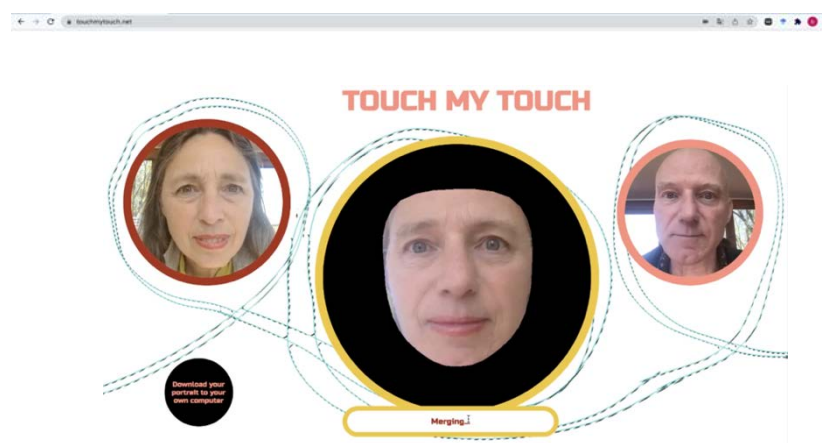 touchmytouch.net
TOUCH MY TOUCH
Download your
portrait to your
own computer
Merging...